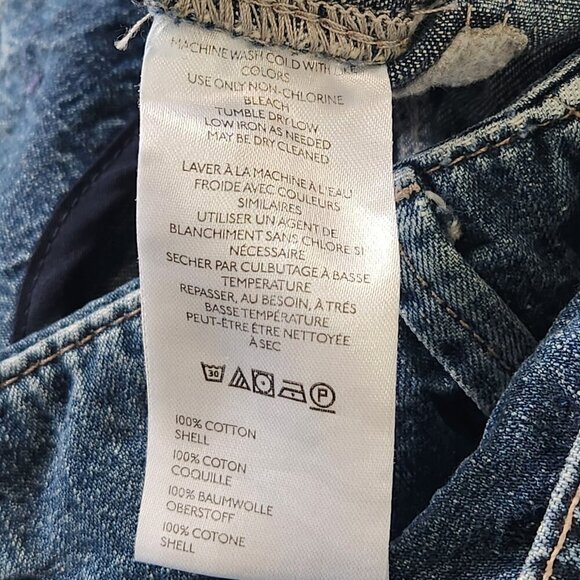 MACHINE WASH COLD WITH LIKE
COLORS
USE ONLY NON-CHLORINE
BLEACH
TUMBLE DRY LOW
LOW IRON AS NEEDED
MAY BE DRY CLEANED
LAVER À LA MACHINE À L'EAU
FROIDE AVEC COULEURS
SIMILAIRES
UTILISER UN AGENT DE
BLANCHIMENT SANS CHLORE SI
NÉCESSAIRE
SECHER PAR CULBUTAGE À BASSE
TEMPERATURE
REPASSER, AU BESOIN, À TRÉS
BASSE TEMPÉRATURE
PEUT-ÊTRE ÊTRE NETTOYÉE
À SEC
30 P
100% COTTON
SHELL
100% COTON
COQUILLE
100% BAUMWOLLE
OBERSTOFF
100% COTONE
SHELL